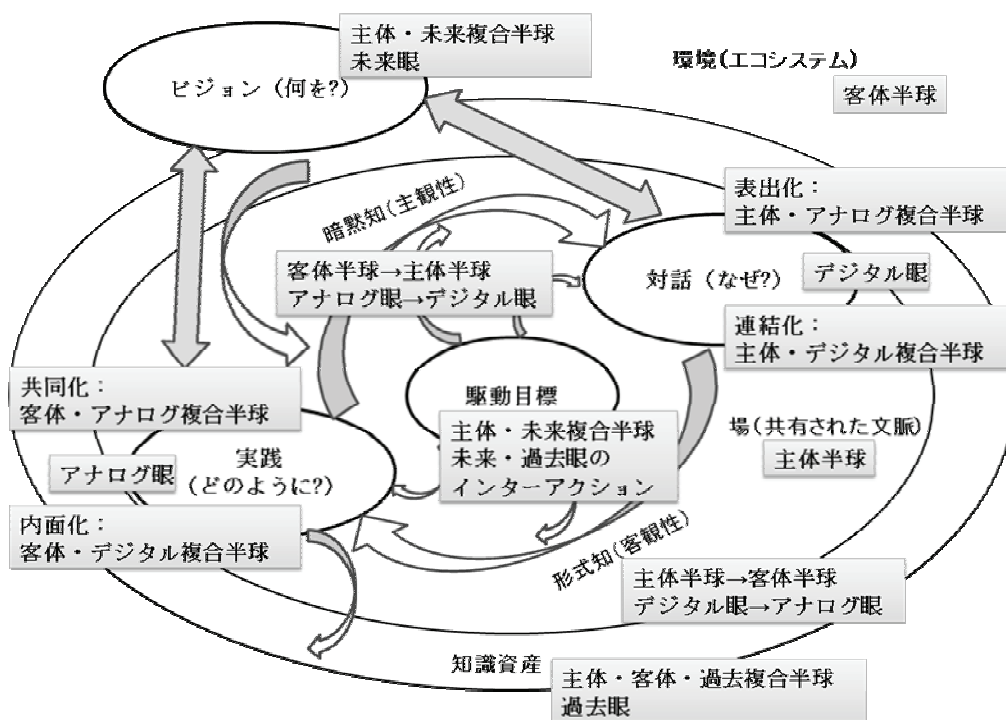 主体・未来複合半球
未来眼
ビジョン（何を?）
環境(エコシステム)
客体半球
暗黙知(主観性)
表出化：
主体・アナログ複合半球
客体半球→主体半球
アナログ眼→デジタル眼
対話（なぜ?）
デジタル眼
連結化：
主体・デジタル複合半球
共同化：
客体・アナログ複合半球
駆動目標
主体・未来複合半球
未来・過去眼の
インターアクション
場(共有された文脈)
主体半球
実践
（どのように?）
アナログ眼
内面化：
客体・デジタル複合半球
形式知(客観性)
主体半球→客体半球
デジタル眼→アナログ眼
知識資産
主体・客体・過去複合半球
過去眼